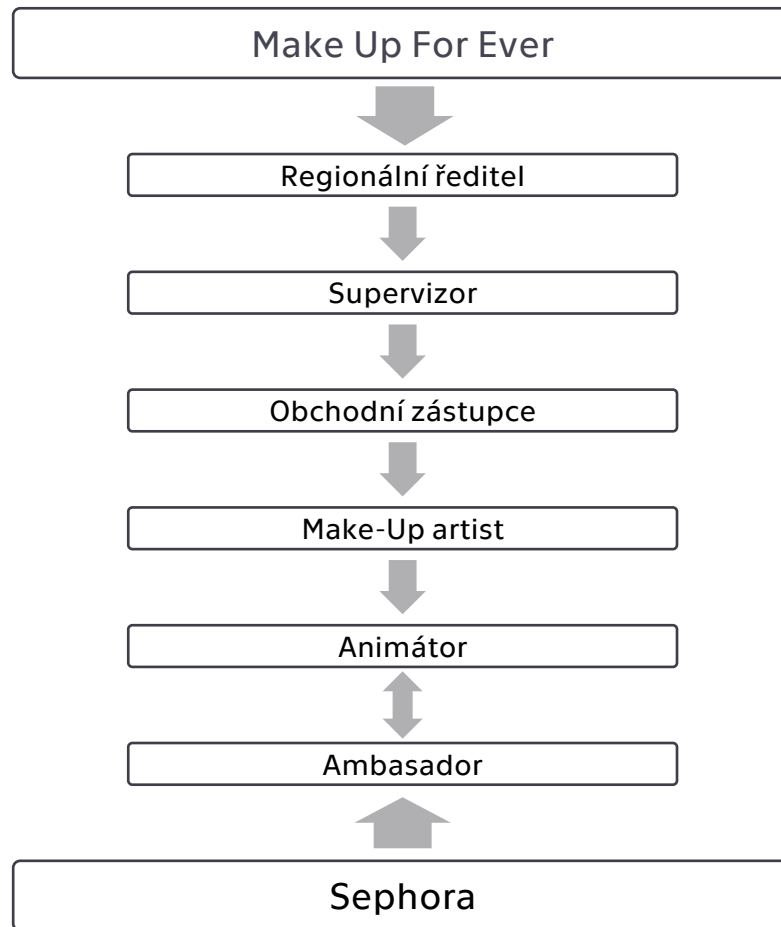 Make Up For Ever
Regionální ředitel
Supervizor
Obchodní zástupce
Make-Up artist
Animátor
Ambasador
Sephora